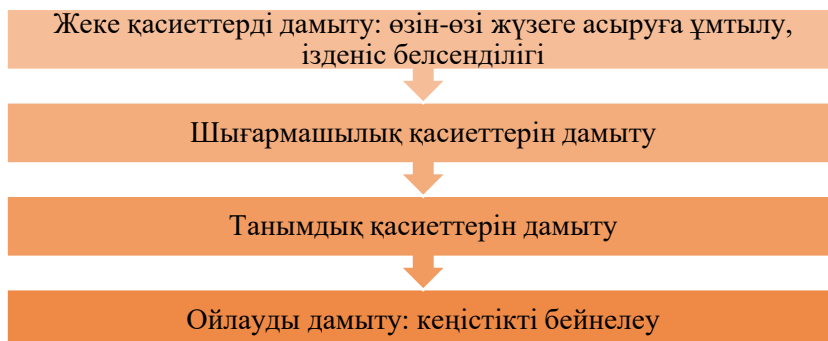 Жеке қасиеттерді дамыту: өзін-өзі жүзеге асыруға ұмтылу,
ізденіс белсенділігі
Шығармашылық қасиеттерін дамыту
Танымдық қасиеттерін дамыту
Ойлауды дамыту: кеңістікті бейнелеу